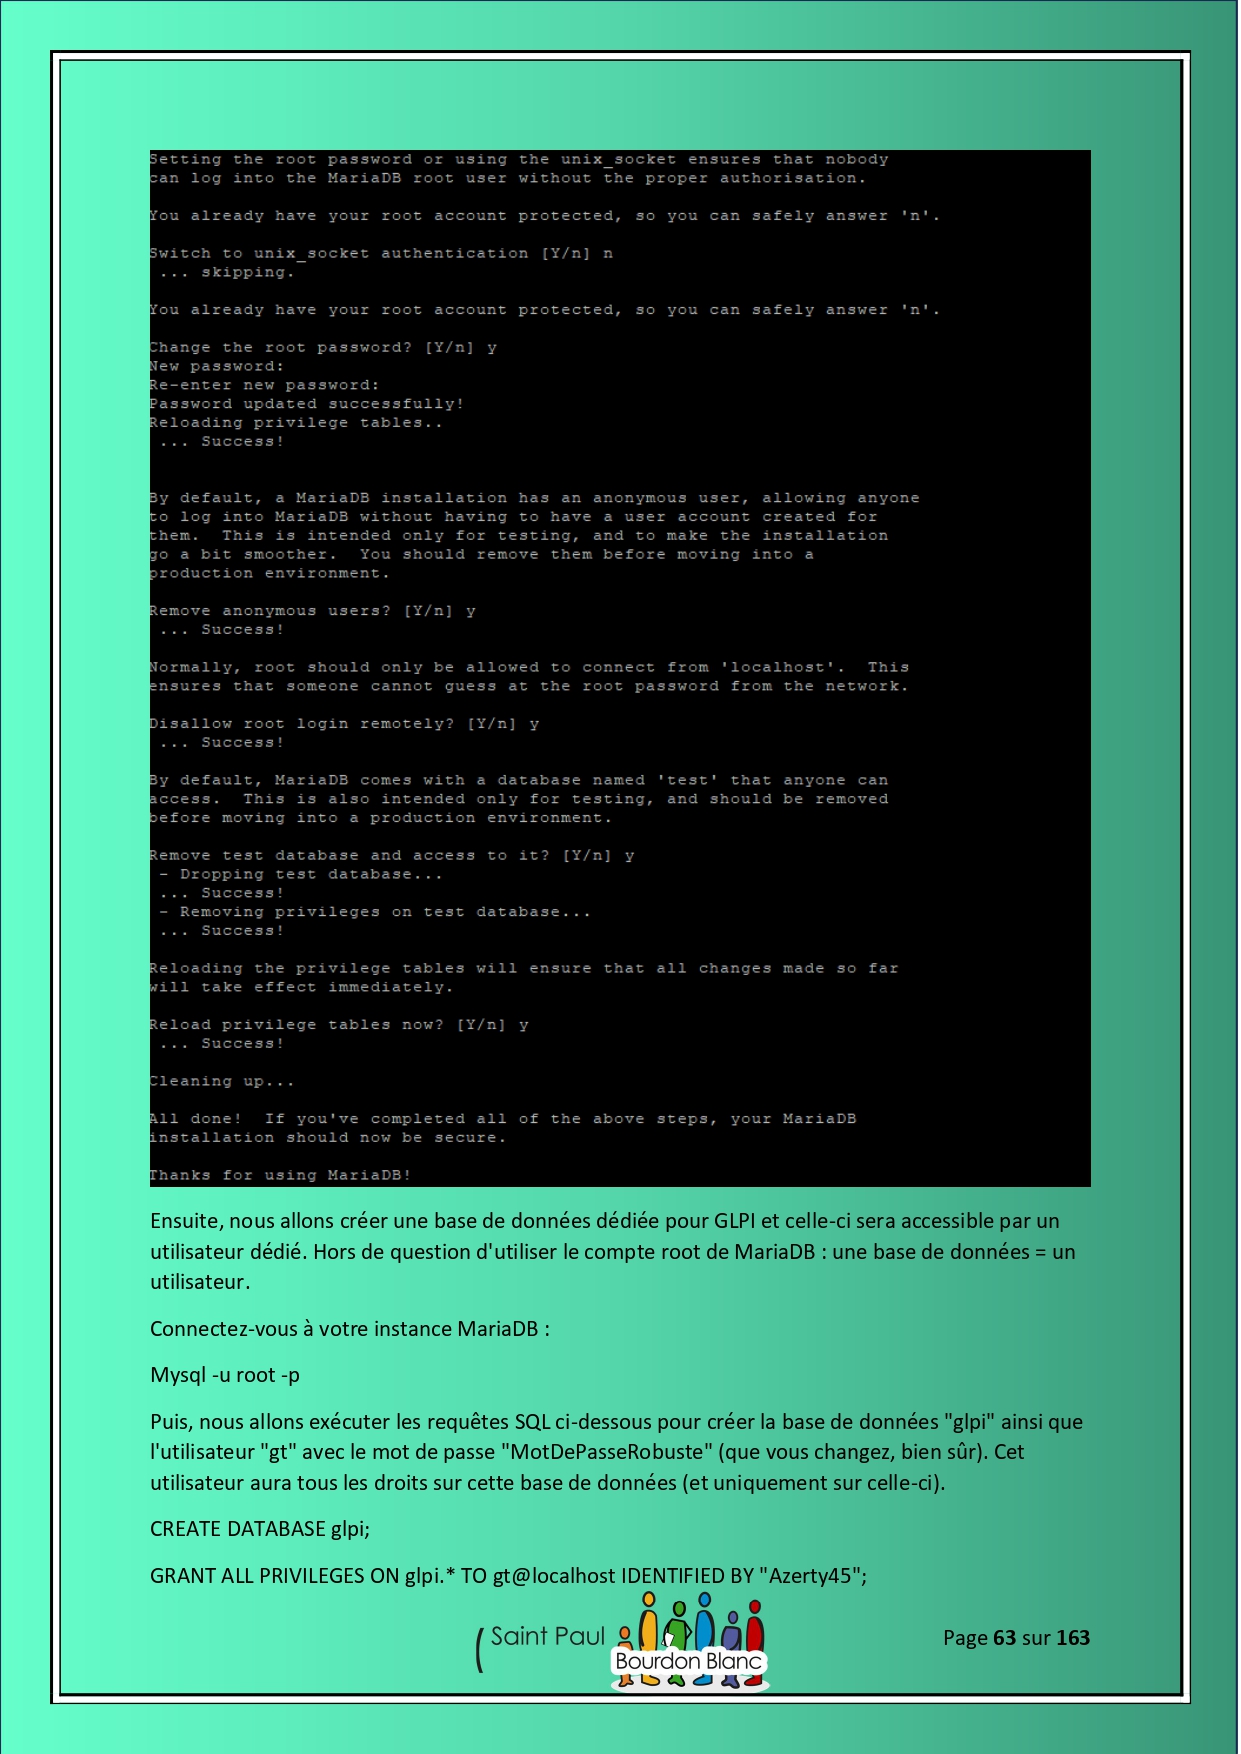 Setting the root password or using the unix_socket ensures that nobody
can log into the MariaDB root user without the proper authorisation.
You already have your root account protected, so you can safely answer 'n'.
Switch to unix_socket authentication [Y/n] n
... skipping.
You already have your root account protected, so you can safely answer 'n'.
Change the root password? [Y/n] y
New password:
Re-enter new password:
Password updated successfully!
Reloading privilege tables..
... Success!
By default, a MariaDB installation has an anonymous user, allowing anyone
to log into MariaDB without having to have a user account created for
them.  This is intended only for testing, and to make the installation
go a bit smoother.  You should remove them before moving into a
production environment.
Remove anonymous users? [Y/n] y
... Success!
Normally, root should only be allowed to connect from 'localhost'.  This
ensures that someone cannot guess at the root password from the network.
Disallow root login remotely? [Y/n] y
... Success!
By default, MariaDB comes with a database named 'test' that anyone can
access.  This is also intended only for testing, and should be removed
before moving into a production environment.
Remove test database and access to it? [Y/n] y
- Dropping test database...
... Success!
- Removing privileges on test database...
... Success!
Reloading the privilege tables will ensure that all changes made so far
will take effect immediately.
Reload privilege tables now? [Y/n] y
... Success!
Cleaning up...
All done!  If you've completed all of the above steps, your MariaDB
installation should now be secure.
Thanks for using MariaDB!
Ensuite, nous allons créer une base de données dédiée pour GLPI et celle-ci sera accessible par un
utilisateur dédié. Hors de question d'utiliser le compte root de MariaDB : une base de données = un
utilisateur.
Connectez-vous à votre instance MariaDB :
Mysql -u root -p
Puis, nous allons exécuter les requêtes SQL ci-dessous pour créer la base de données "glpi" ainsi que
l'utilisateur "gt" avec le mot de passe "MotDePasseRobuste" (que vous changez, bien sûr). Cet
utilisateur aura tous les droits sur cette base de données (et uniquement sur celle-ci).
CREATE DATABASE glpi;
GRANT ALL PRIVILEGES ON glpi.* TO gt@localhost IDENTIFIED BY "Azerty45";
Saint Paul
Bourdon Blanc
Page 63 sur 163